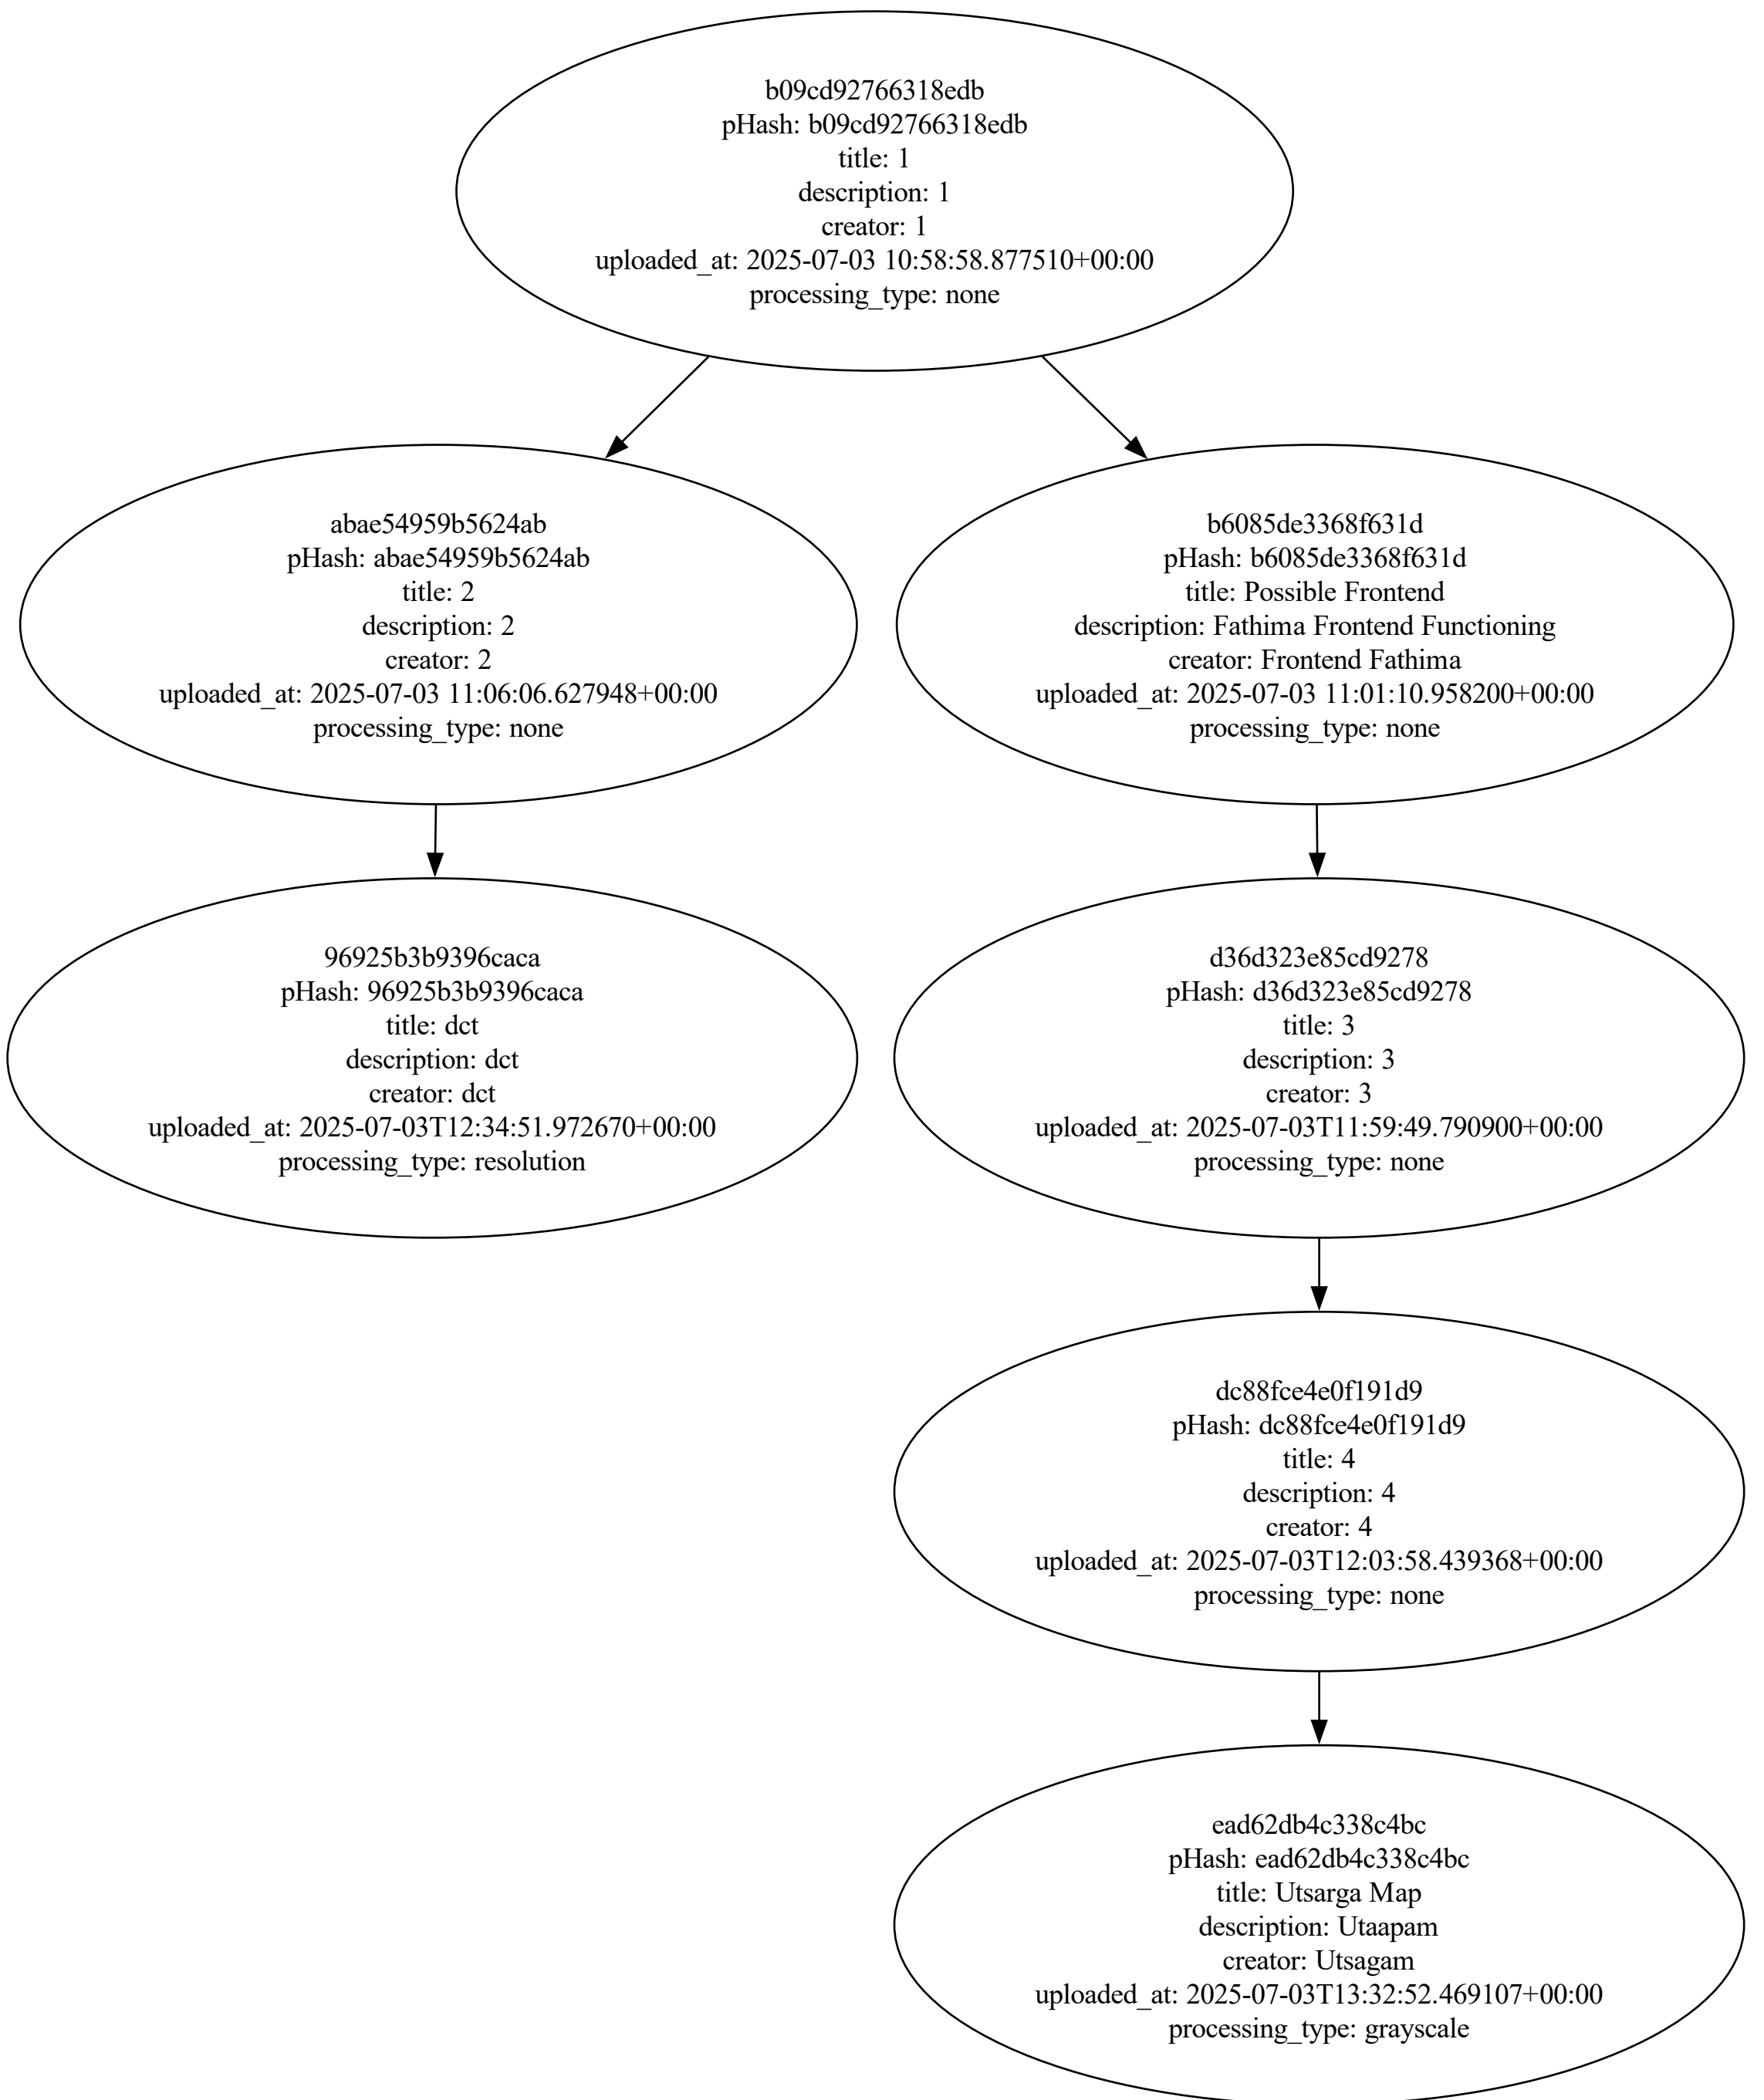 b09cd92766318edb
pHash: b09cd92766318edb
title: 1
description: 1
creator: 1
uploaded_at: 2025-07-03 10:58:58.877510+00:00
processing_type: none
abae54959b5624ab
pHash: abae54959b5624ab
title: 2
description: 2
creator: 2
uploaded_at: 2025-07-03 11:06:06.627948+00:00
processing_type: none
b6085de3368f631d
pHash: b6085de3368f631d
title: Possible Frontend
description: Fathima Frontend Functioning
creator: Frontend Fathima
uploaded_at: 2025-07-03 11:01:10.958200+00:00
processing_type: none
96925b3b9396caca
pHash: 96925b3b9396caca
title: dct
description: dct
creator: dct
uploaded_at: 2025-07-03T12:34:51.972670+00:00
processing_type: resolution
d36d323e85cd9278
pHash: d36d323e85cd9278
title: 3
description: 3
creator: 3
uploaded_at: 2025-07-03T11:59:49.790900+00:00
processing_type: none
dc88fce4e0f191d9
pHash: dc88fce4e0f191d9
title: 4
description: 4
creator: 4
uploaded_at: 2025-07-03T12:03:58.439368+00:00
processing_type: none
ead62db4c338c4bc
pHash: ead62db4c338c4bc
title: Utsarga Map
description: Utaapam
creator: Utsagam
uploaded_at: 2025-07-03T13:32:52.469107+00:00
processing_type: grayscale